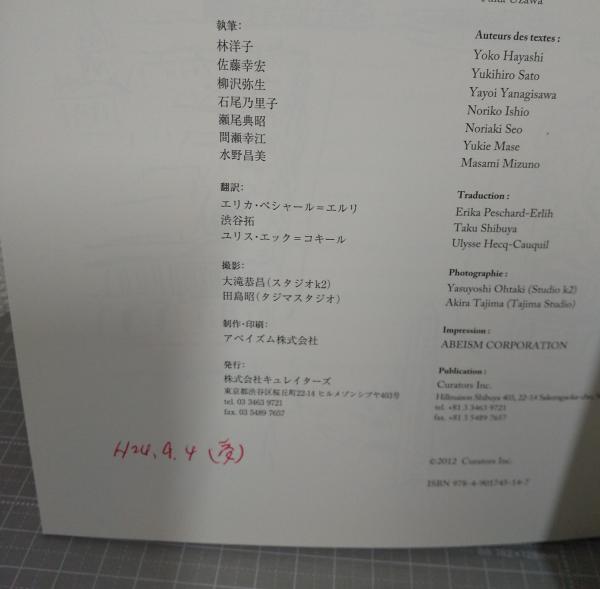 執筆:
林洋子
佐藤幸宏
柳沢弥生
石尾乃里子
瀬尾典昭
間瀬幸江
水野昌美
翻訳:
エリカ・ペシャール=エルリ
渋谷拓
ユリス・エック=コキール
撮影:
大滝恭昌(スタジオk2)
田島昭(タジマスタジオ)
制作・印刷:
アベイズム株式会社
発行:
株式会社キュレイターズ
東京都渋谷区桜丘町22-14 ヒルメゾンシブヤ403号
tel. 03 3463 9721
fax. 03 5489 7657
H24.9.4
Uzawa
Auteurs des textes :
Yoko Hayashi
Yukihiro Sato
Yayoi Yanagisawa
Noriko Ishio
Noriaki Seo
Yukie Mase
Masami Mizuno
Traduction :
Erika Peschard-Erlih
Taku Shibuya
Ulysse Hecq-Cauquil
Photographie :
Yasuyoshi Ohtaki (Studio k2)
Akira Tajima (Tajima Studio)
Impression :
ABEISM CORPORATION
Publication :
Curators Inc.
Hillmaison Shibuya 403, 22-14 Sakuragaoka-cho,
tel. +81 3 3463 9721
fax. +81 3 5489 7657
©2012 Curators Inc.
ISBN 978-4-901745-14-7